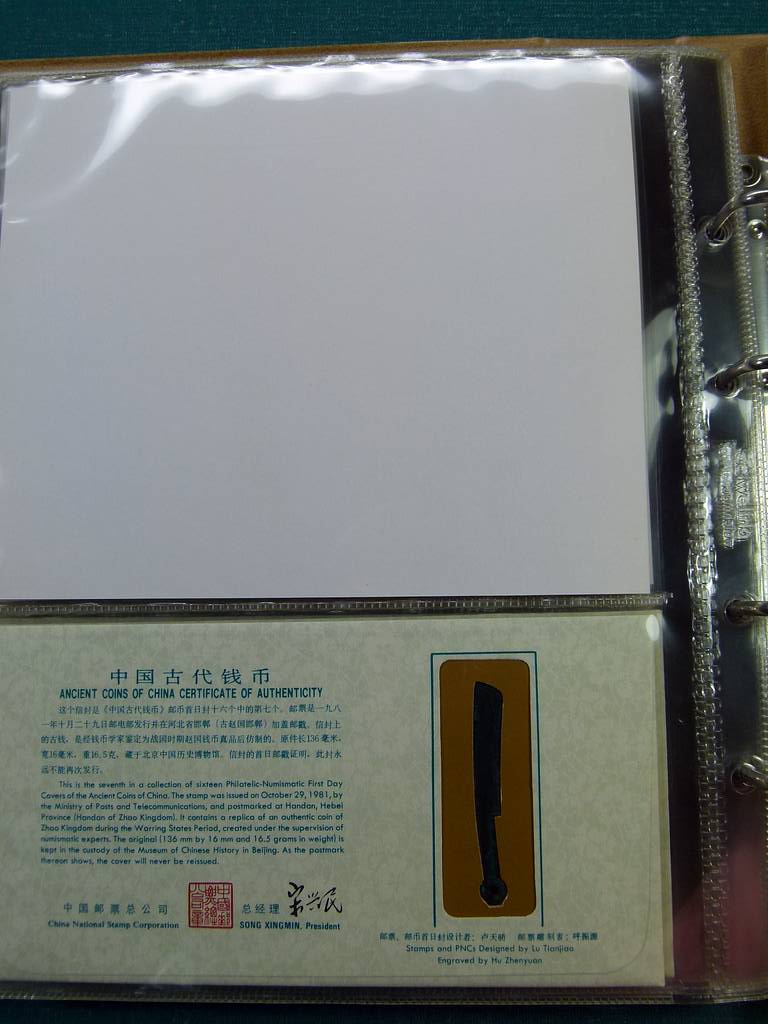 中国古代钱币
ANCIENT COINS OF CHINA CERTIFICATE OF AUTHENTICITY
这个信封是《中国古代钱币》邮币首日封十六个中的第七个。邮票是一九八
一年十月二十九日邮电部发行并在河北省邯郸（古赵国邯郸）加盖邮戳。信封上
的古钱，是经钱币学家鉴定为战国时期赵国钱币真品后仿制的。原件长136毫米，
宽16毫米，重16.5克，藏于北京中国历史博物馆。信封的首日邮戳证明，此封永
远不能再次发行。
This is the seventh in a collection of sixteen Philatelic-Numismatic First Day
Covers of the Ancient Coins of China. The stamp was issued on October 29, 1981, by
the Ministry of Posts and Telecommunications, and postmarked at Handan, Hebei
Province (Handan of Zhao Kingdom). It contains a replica of an authentic coin of
Zhao Kingdom during the Warring States Period, created under the supervision of
numismatic experts. The original (136 mm by 16 mm and 16.5 grams in weight) is
kept in the custody of the Museum of Chinese History in Beijing. As the postmark
thereon shows, the cover will never be reissued.
中国邮票总公司
China National Stamp Corporation
总经理 宋兴民
SONG XINGMIN, President
邮票、邮币首日封设计者：卢天骄 邮票雕刻者：呼振源
Stamps and PNCs Designed by Lu Tianjiao
Engraved by Hu Zhenyuan